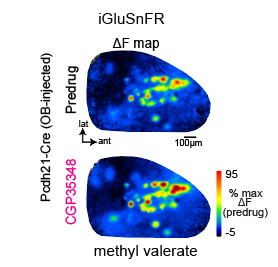 iGluSnFR
ΔF map
Pcdh21-Cre (OB-injected)
Predrug
lat
ant
100µm
CGP35348
95
% max
ΔF
(predrug)
-5
methyl valerate